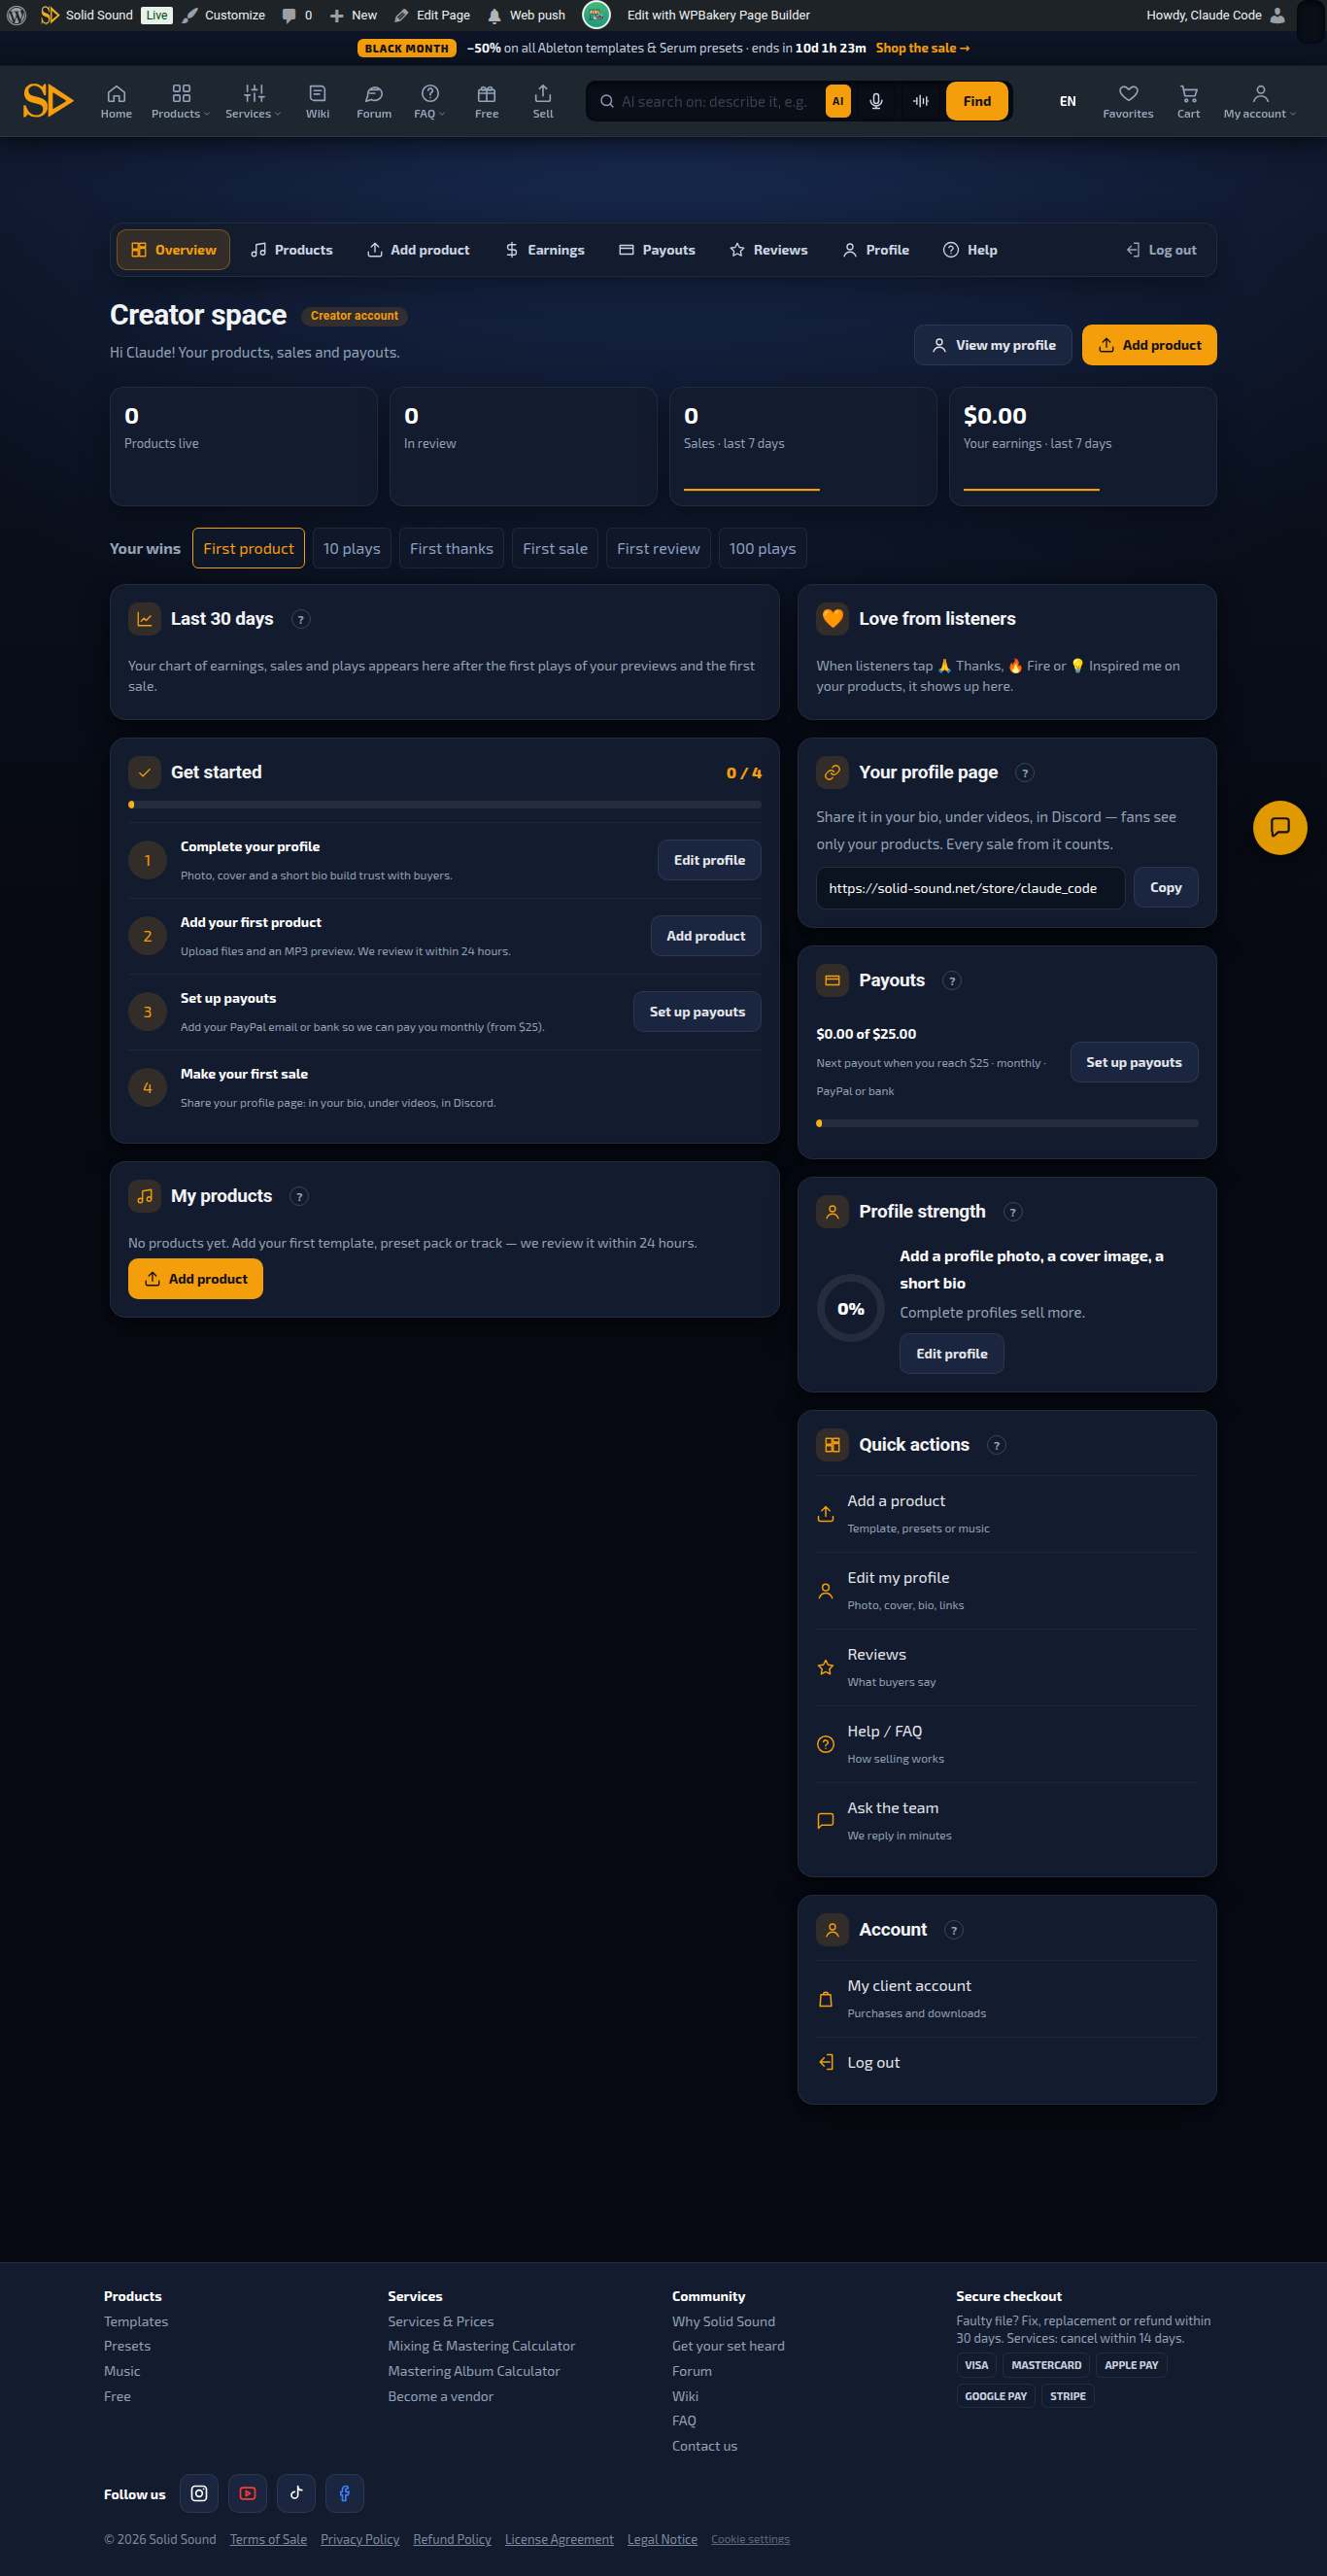 Solid Sound Live Customize 0 New Edit Page Web push Edit with WPBakery Page Builder Howdy, Claude Code
BLACK MONTH −50% on all Ableton templates & Serum presets · ends in 10d 1h 23m Shop the sale →
Home Products Services Wiki Forum FAQ Free Sell AI search on: describe it, e.g. AI Find EN Favorites Cart My account
Overview Products Add product Earnings Payouts Reviews Profile Help Log out
Creator space Creator account
Hi Claude! Your products, sales and payouts.
View my profile Add product
0
Products live
0
In review
0
Sales · last 7 days
$0.00
Your earnings · last 7 days
Your wins First product 10 plays First thanks First sale First review 100 plays
Last 30 days ?
Your chart of earnings, sales and plays appears here after the first plays of your previews and the first
sale.
Love from listeners
When listeners tap 🙏 Thanks, 🔥 Fire or 💡 Inspired me on
your products, it shows up here.
Get started 0 / 4
1
Complete your profile
Photo, cover and a short bio build trust with buyers.
Edit profile
2
Add your first product
Upload files and an MP3 preview. We review it within 24 hours.
Add product
3
Set up payouts
Add your PayPal email or bank so we can pay you monthly (from $25).
Set up payouts
4
Make your first sale
Share your profile page: in your bio, under videos, in Discord.
My products ?
No products yet. Add your first template, preset pack or track — we review it within 24 hours.
Add product
Your profile page ?
Share it in your bio, under videos, in Discord — fans see
only your products. Every sale from it counts.
https://solid-sound.net/store/claude_code Copy
Payouts ?
$0.00 of $25.00
Next payout when you reach $25 · monthly ·
PayPal or bank
Set up payouts
Profile strength ?
0%
Add a profile photo, a cover image, a
short bio
Complete profiles sell more.
Edit profile
Quick actions ?
Add a product
Template, presets or music
Edit my profile
Photo, cover, bio, links
Reviews
What buyers say
Help / FAQ
How selling works
Ask the team
We reply in minutes
Account ?
My client account
Purchases and downloads
Log out
Products
Templates
Presets
Music
Free
Services
Services & Prices
Mixing & Mastering Calculator
Mastering Album Calculator
Become a vendor
Community
Why Solid Sound
Get your set heard
Forum
Wiki
FAQ
Contact us
Secure checkout
Faulty file? Fix, replacement or refund within
30 days. Services: cancel within 14 days.
VISA MASTERCARD APPLE PAY
GOOGLE PAY STRIPE
Follow us
© 2026 Solid Sound Terms of Sale Privacy Policy Refund Policy License Agreement Legal Notice Cookie settings